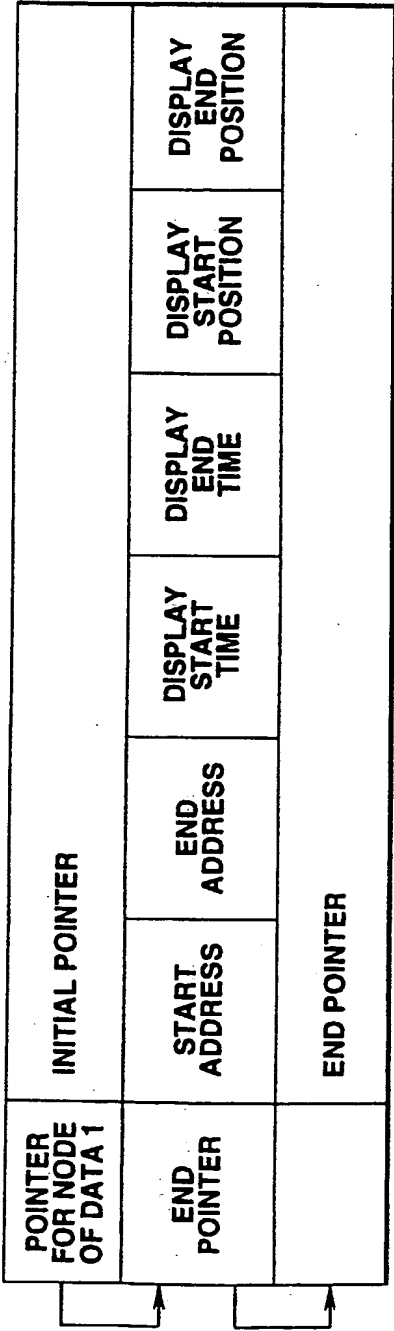 POINTER
FOR NODE
OF DATA 1
INITIAL POINTER
END
POINTER
START
ADDRESS
END
ADDRESS
DISPLAY
START
TIME
DISPLAY
END
TIME
DISPLAY
START
POSITION
DISPLAY
END
POSITION
END POINTER